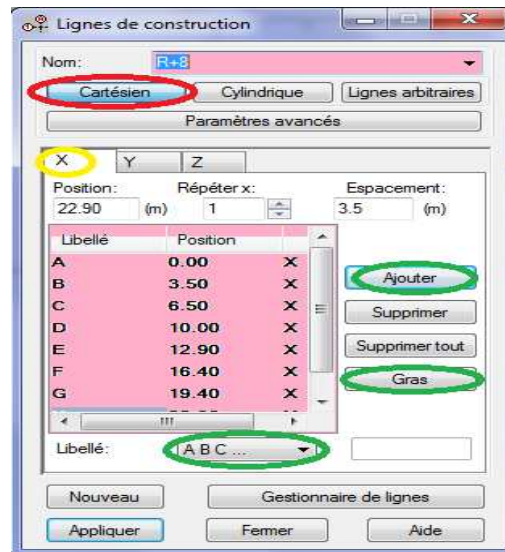 Lignes de construction
Nom: R+8
Cartésien Cylindrique Lignes arbitraires
Paramètres avancés
X Y Z
Position: Répéter x: Espacement:
22.90 (m) 1 3.5 (m)
Libellé Position
A 0.00 X
B 3.50 X
C 6.50 X
D 10.00 X
E 12.90 X
F 16.40 X
G 19.40 X
Ajouter
Supprimer
Supprimer tout
Gras
Libellé: A B C ...
Nouveau Gestionnaire de lignes
Appliquer Fermer Aide